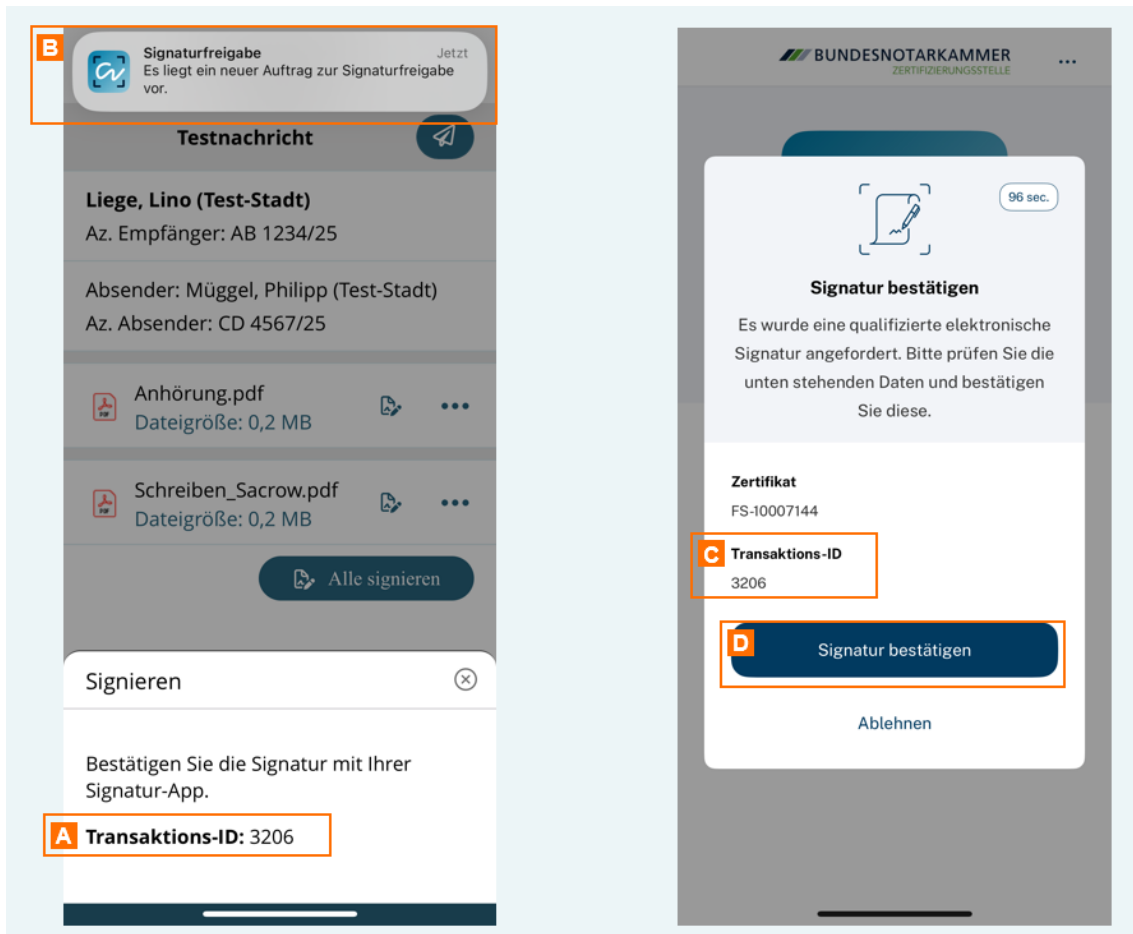 B
Signaturfreigabe Jetzt
Es liegt ein neuer Auftrag zur Signaturfreigabe
vor.
Testnachricht
Liege, Lino (Test-Stadt)
Az. Empfänger: AB 1234/25
Absender: Müggel, Philipp (Test-Stadt)
Az. Absender: CD 4567/25
PDF
Anhörung.pdf
Dateigröße: 0,2 MB
PDF
Schreiben_Sacrow.pdf
Dateigröße: 0,2 MB
Alle signieren
Signieren
Bestätigen Sie die Signatur mit Ihrer
Signatur-App.
A
Transaktions-ID: 3206
BUNDESNOTARKAMMER
ZERTIFIZIERUNGSSTELLE
96 sec.
Signatur bestätigen
Es wurde eine qualifizierte elektronische
Signatur angefordert. Bitte prüfen Sie die
unten stehenden Daten und bestätigen
Sie diese.
Zertifikat
FS-10007144
C
Transaktions-ID
3206
D
Signatur bestätigen
Ablehnen